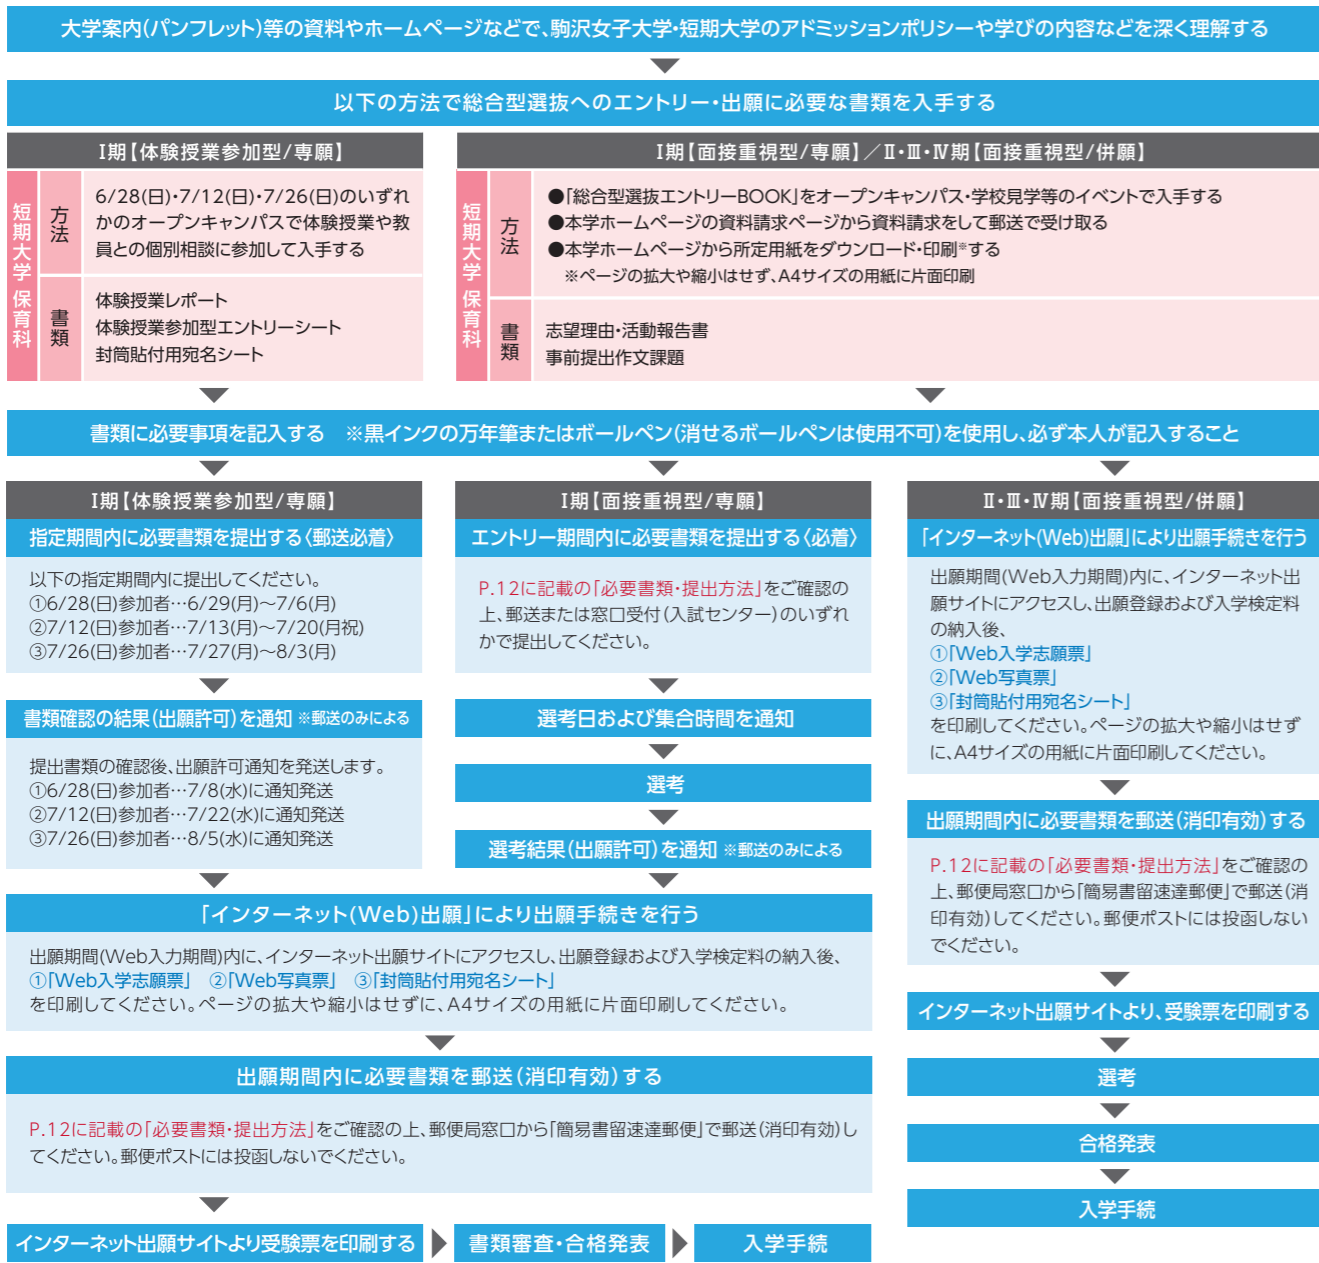 大学案内(パンフレット)等の資料やホームページなどで、駒沢女子大学・短期大学のアドミッションポリシーや学びの内容などを深く理解する
以下の方法で総合型選抜へのエントリー・出願に必要な書類を入手する
Ⅰ期【体験授業参加型/専願】
短期大学 保育科
方法
6/28(日)・7/12(日)・7/26(日)のいずれ
かのオープンキャンパスで体験授業や教
員との個別相談に参加して入手する
書類
体験授業レポート
体験授業参加型エントリーシート
封筒貼付用宛名シート
Ⅰ期【面接重視型/専願】／Ⅱ・Ⅲ・Ⅳ期【面接重視型/併願】
短期大学 保育科
方法
●「総合型選抜エントリーBOOK」をオープンキャンパス・学校見学等のイベントで入手する
●本学ホームページの資料請求ページから資料請求をして郵送で受け取る
●本学ホームページから所定用紙をダウンロード・印刷※する
※ページの拡大や縮小はせず、A4サイズの用紙に片面印刷
書類
志望理由・活動報告書
事前提出作文課題
書類に必要事項を記入する　※黒インクの万年筆またはボールペン(消せるボールペンは使用不可)を使用し、必ず本人が記入すること
Ⅰ期【体験授業参加型/専願】
指定期間内に必要書類を提出する〈郵送必着〉
以下の指定期間内に提出してください。
①6/28(日)参加者…6/29(月)〜7/6(月)
②7/12(日)参加者…7/13(月)〜7/20(月祝)
③7/26(日)参加者…7/27(月)〜8/3(月)
書類確認の結果(出願許可)を通知 ※郵送のみによる
提出書類の確認後、出願許可通知を発送します。
①6/28(日)参加者…7/8(水)に通知発送
②7/12(日)参加者…7/22(水)に通知発送
③7/26(日)参加者…8/5(水)に通知発送
Ⅰ期【面接重視型/専願】
エントリー期間内に必要書類を提出する〈必着〉
P.12に記載の「必要書類・提出方法」をご確認の
上、郵送または窓口受付(入試センター)のいずれ
かで提出してください。
選考日および集合時間を通知
選考
選考結果(出願許可)を通知 ※郵送のみによる
「インターネット(Web)出願」により出願手続きを行う
出願期間(Web入力期間)内に、インターネット出願サイトにアクセスし、出願登録および入学検定料の納入後、
①「Web入学志願票」　②「Web写真票」　③「封筒貼付用宛名シート」
を印刷してください。ページの拡大や縮小はせずに、A4サイズの用紙に片面印刷してください。
出願期間内に必要書類を郵送(消印有効)する
P.12に記載の「必要書類・提出方法」をご確認の上、郵便局窓口から「簡易書留速達郵便」で郵送(消印有効)し
てください。郵便ポストには投函しないでください。
インターネット出願サイトより受験票を印刷する
書類審査・合格発表
入学手続
Ⅱ・Ⅲ・Ⅳ期【面接重視型/併願】
「インターネット(Web)出願」により出願手続きを行う
出願期間(Web入力期間)内に、インターネット出
願サイトにアクセスし、出願登録および入学検定料
の納入後、
①「Web入学志願票」
②「Web写真票」
③「封筒貼付用宛名シート」
を印刷してください。ページの拡大や縮小はせず
に、A4サイズの用紙に片面印刷してください。
出願期間内に必要書類を郵送(消印有効)する
P.12に記載の「必要書類・提出方法」をご確認の
上、郵便局窓口から「簡易書留速達郵便」で郵送(消
印有効)してください。郵便ポストには投函しない
でください。
インターネット出願サイトより、受験票を印刷する
選考
合格発表
入学手続